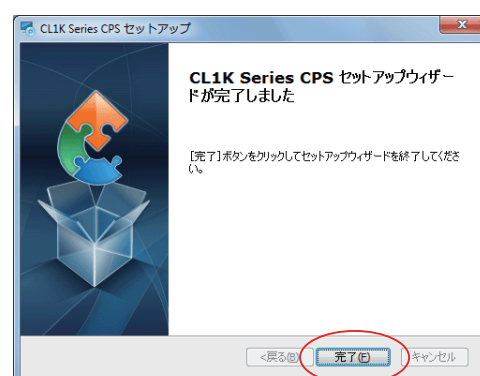 CL1K Series CPS セットアップ
CL1K Series CPS セットアップウィザー
ドが完了しました
[完了]ボタンをクリックしてセットアップウィザードを終了してくださ
い。
<戻る(B) 完了(F) キャンセル